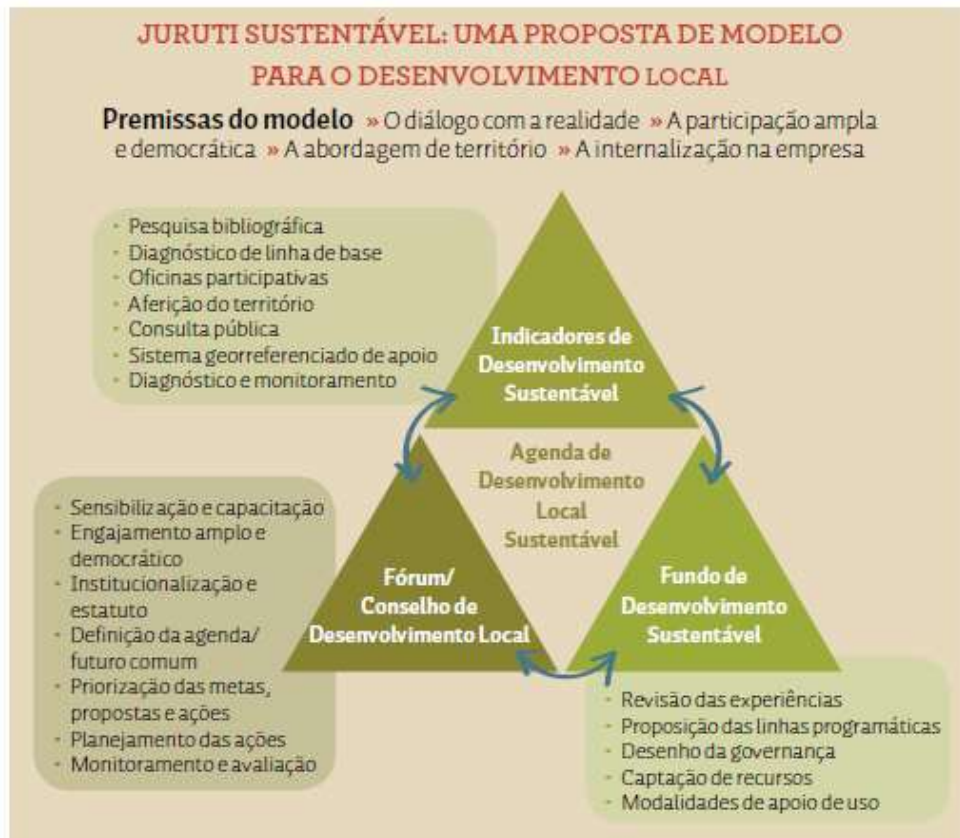 JURUTI SUSTENTÁVEL: UMA PROPOSTA DE MODELO
PARA O DESENVOLVIMENTO LOCAL
Premissas do modelo » O diálogo com a realidade » A participação ampla
e democrática » A abordagem de território » A internalização na empresa
• Pesquisa bibliográfica
• Diagnóstico de linha de base
• Oficinas participativas
• Aferição do território
• Consulta pública
• Sistema georreferenciado de apoio
• Diagnóstico e monitoramento
Indicadores de
Desenvolvimento
Sustentável
Agenda de
Desenvolvimento
Local
Sustentável
• Sensibilização e capacitação
• Engajamento amplo e
democrático
• Institucionalização e
estatuto
• Definição da agenda/
futuro comum
• Priorização das metas,
propostas e ações
• Planejamento das ações
• Monitoramento e avaliação
Fórum/
Conselho de
Desenvolvimento Local
Fundo de
Desenvolvimento
Sustentável
• Revisão das experiências
• Proposição das linhas programáticas
• Desenho da governança
• Captação de recursos
• Modalidades de apoio de uso